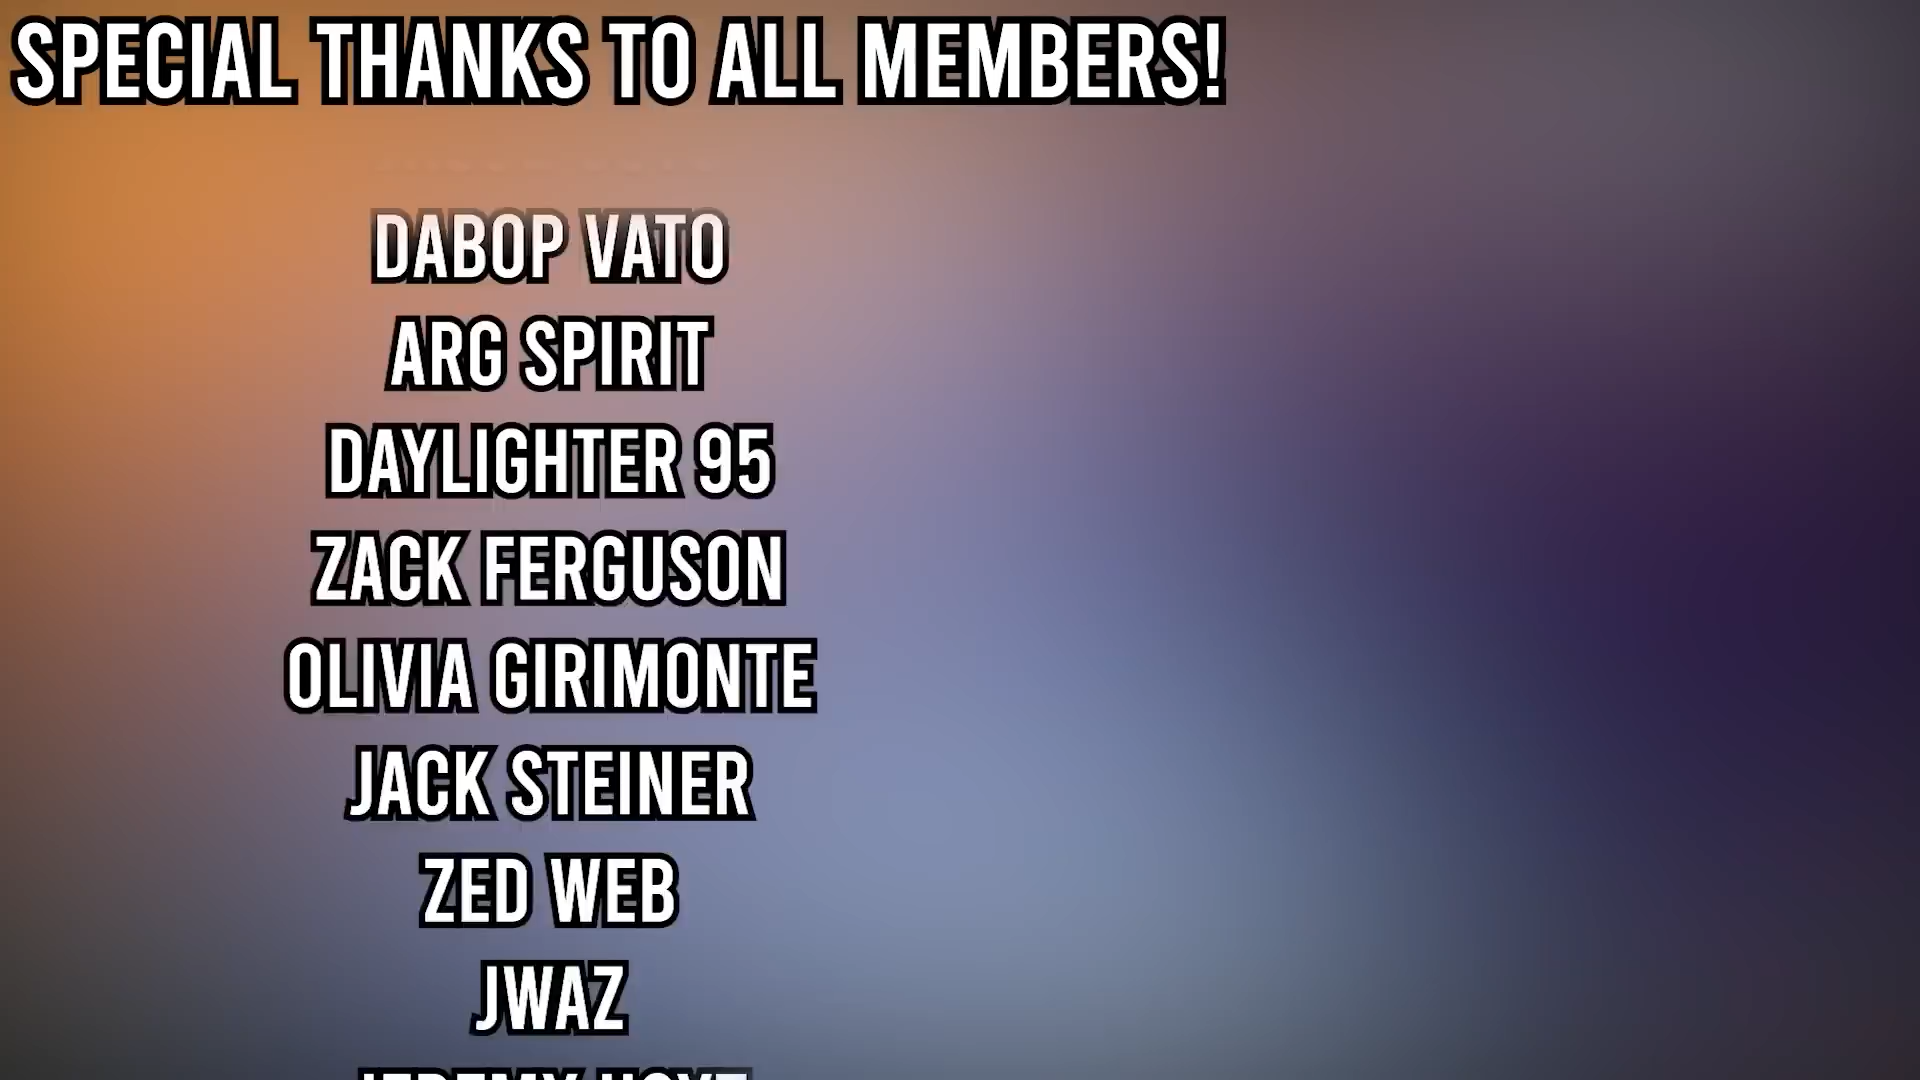 SPECIAL THANKS TO ALL MEMBERS!
DABOP VATO
ARG SPIRIT
DAYLIGHTER 95
ZACK FERGUSON
OLIVIA GIRIMONTE
JACK STEINER
ZED WEB
JWAZ
JEREMY